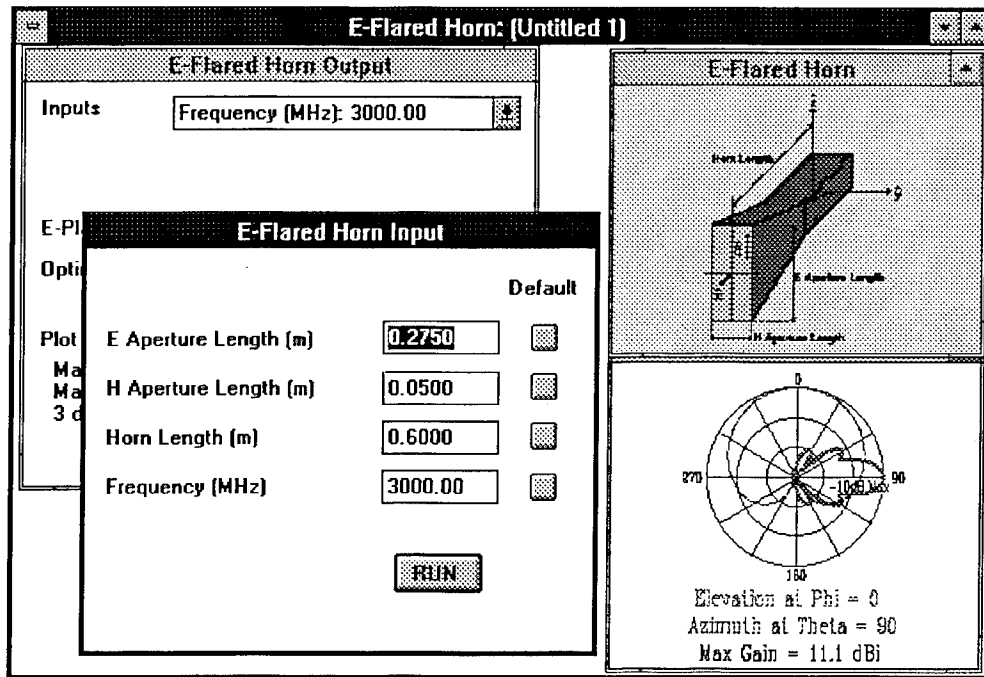 E-Flared Horn: (Untitled 1)
E-Flared Horn Output
Inputs
Frequency (MHz): 3000.00
E-Pl
Opti
Plot
Ma
Ma
3 d
E-Flared Horn Input
Default
E Aperture Length (m) 0.2750
H Aperture Length (m) 0.0500
Horn Length (m) 0.6000
Frequency (MHz) 3000.00
RUN
E-Flared Horn
Horn Length
E Aperture Length
H Aperture Length
0
270
90
-10dB Max
180
Elevation at Phi = 0
Azimuth at Theta = 90
Max Gain = 11.1 dBi